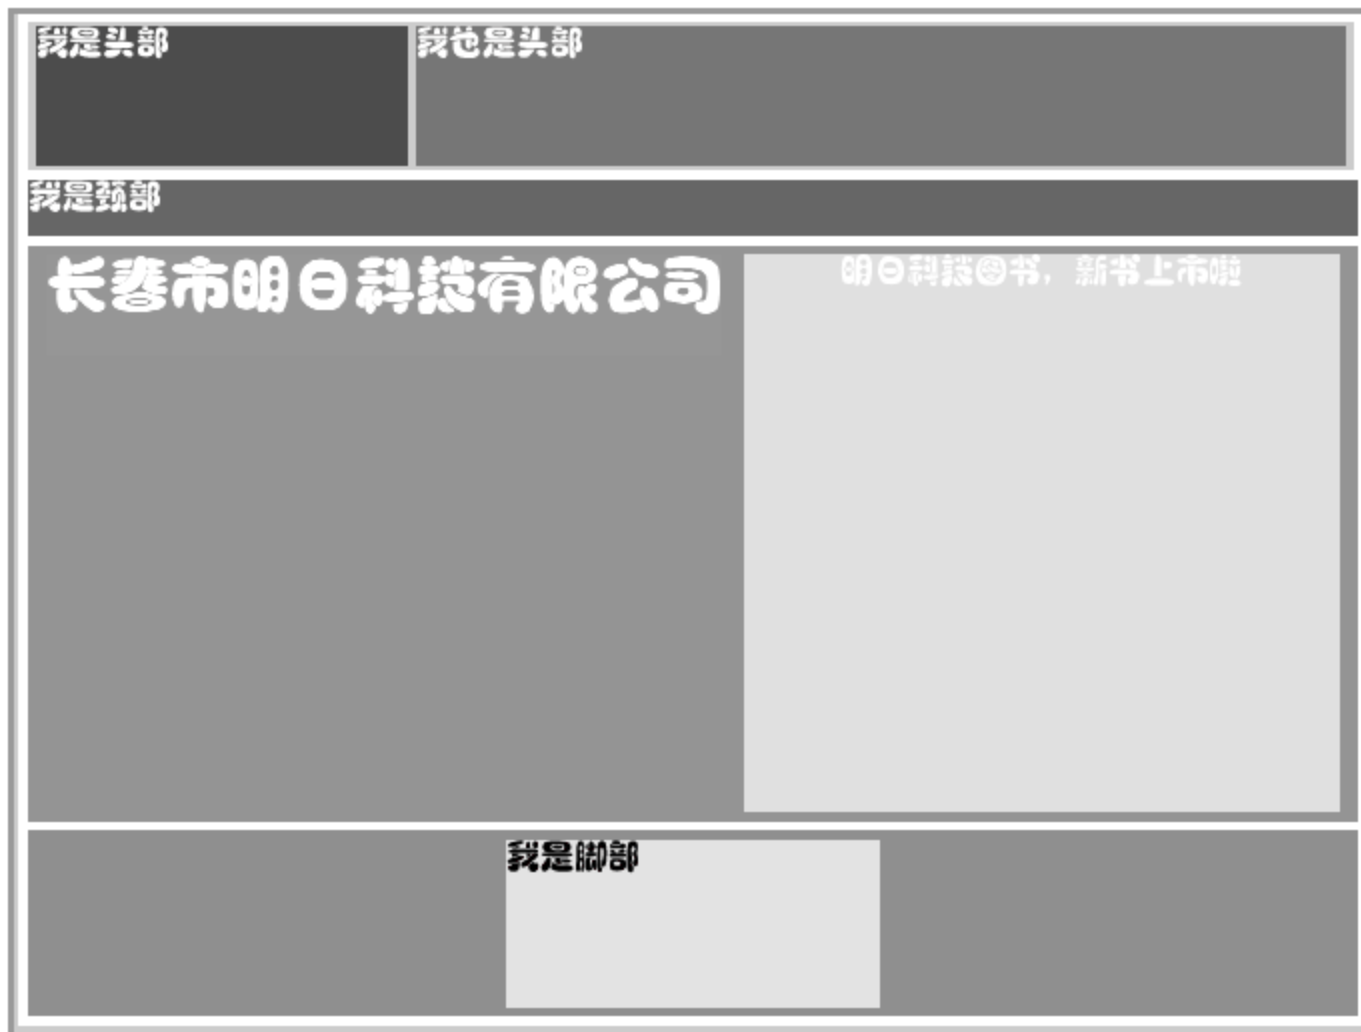 我是头部
我也是头部
我是颈部
长春市明日科技有限公司
明日科技图书，新书上市啦
我是脚部